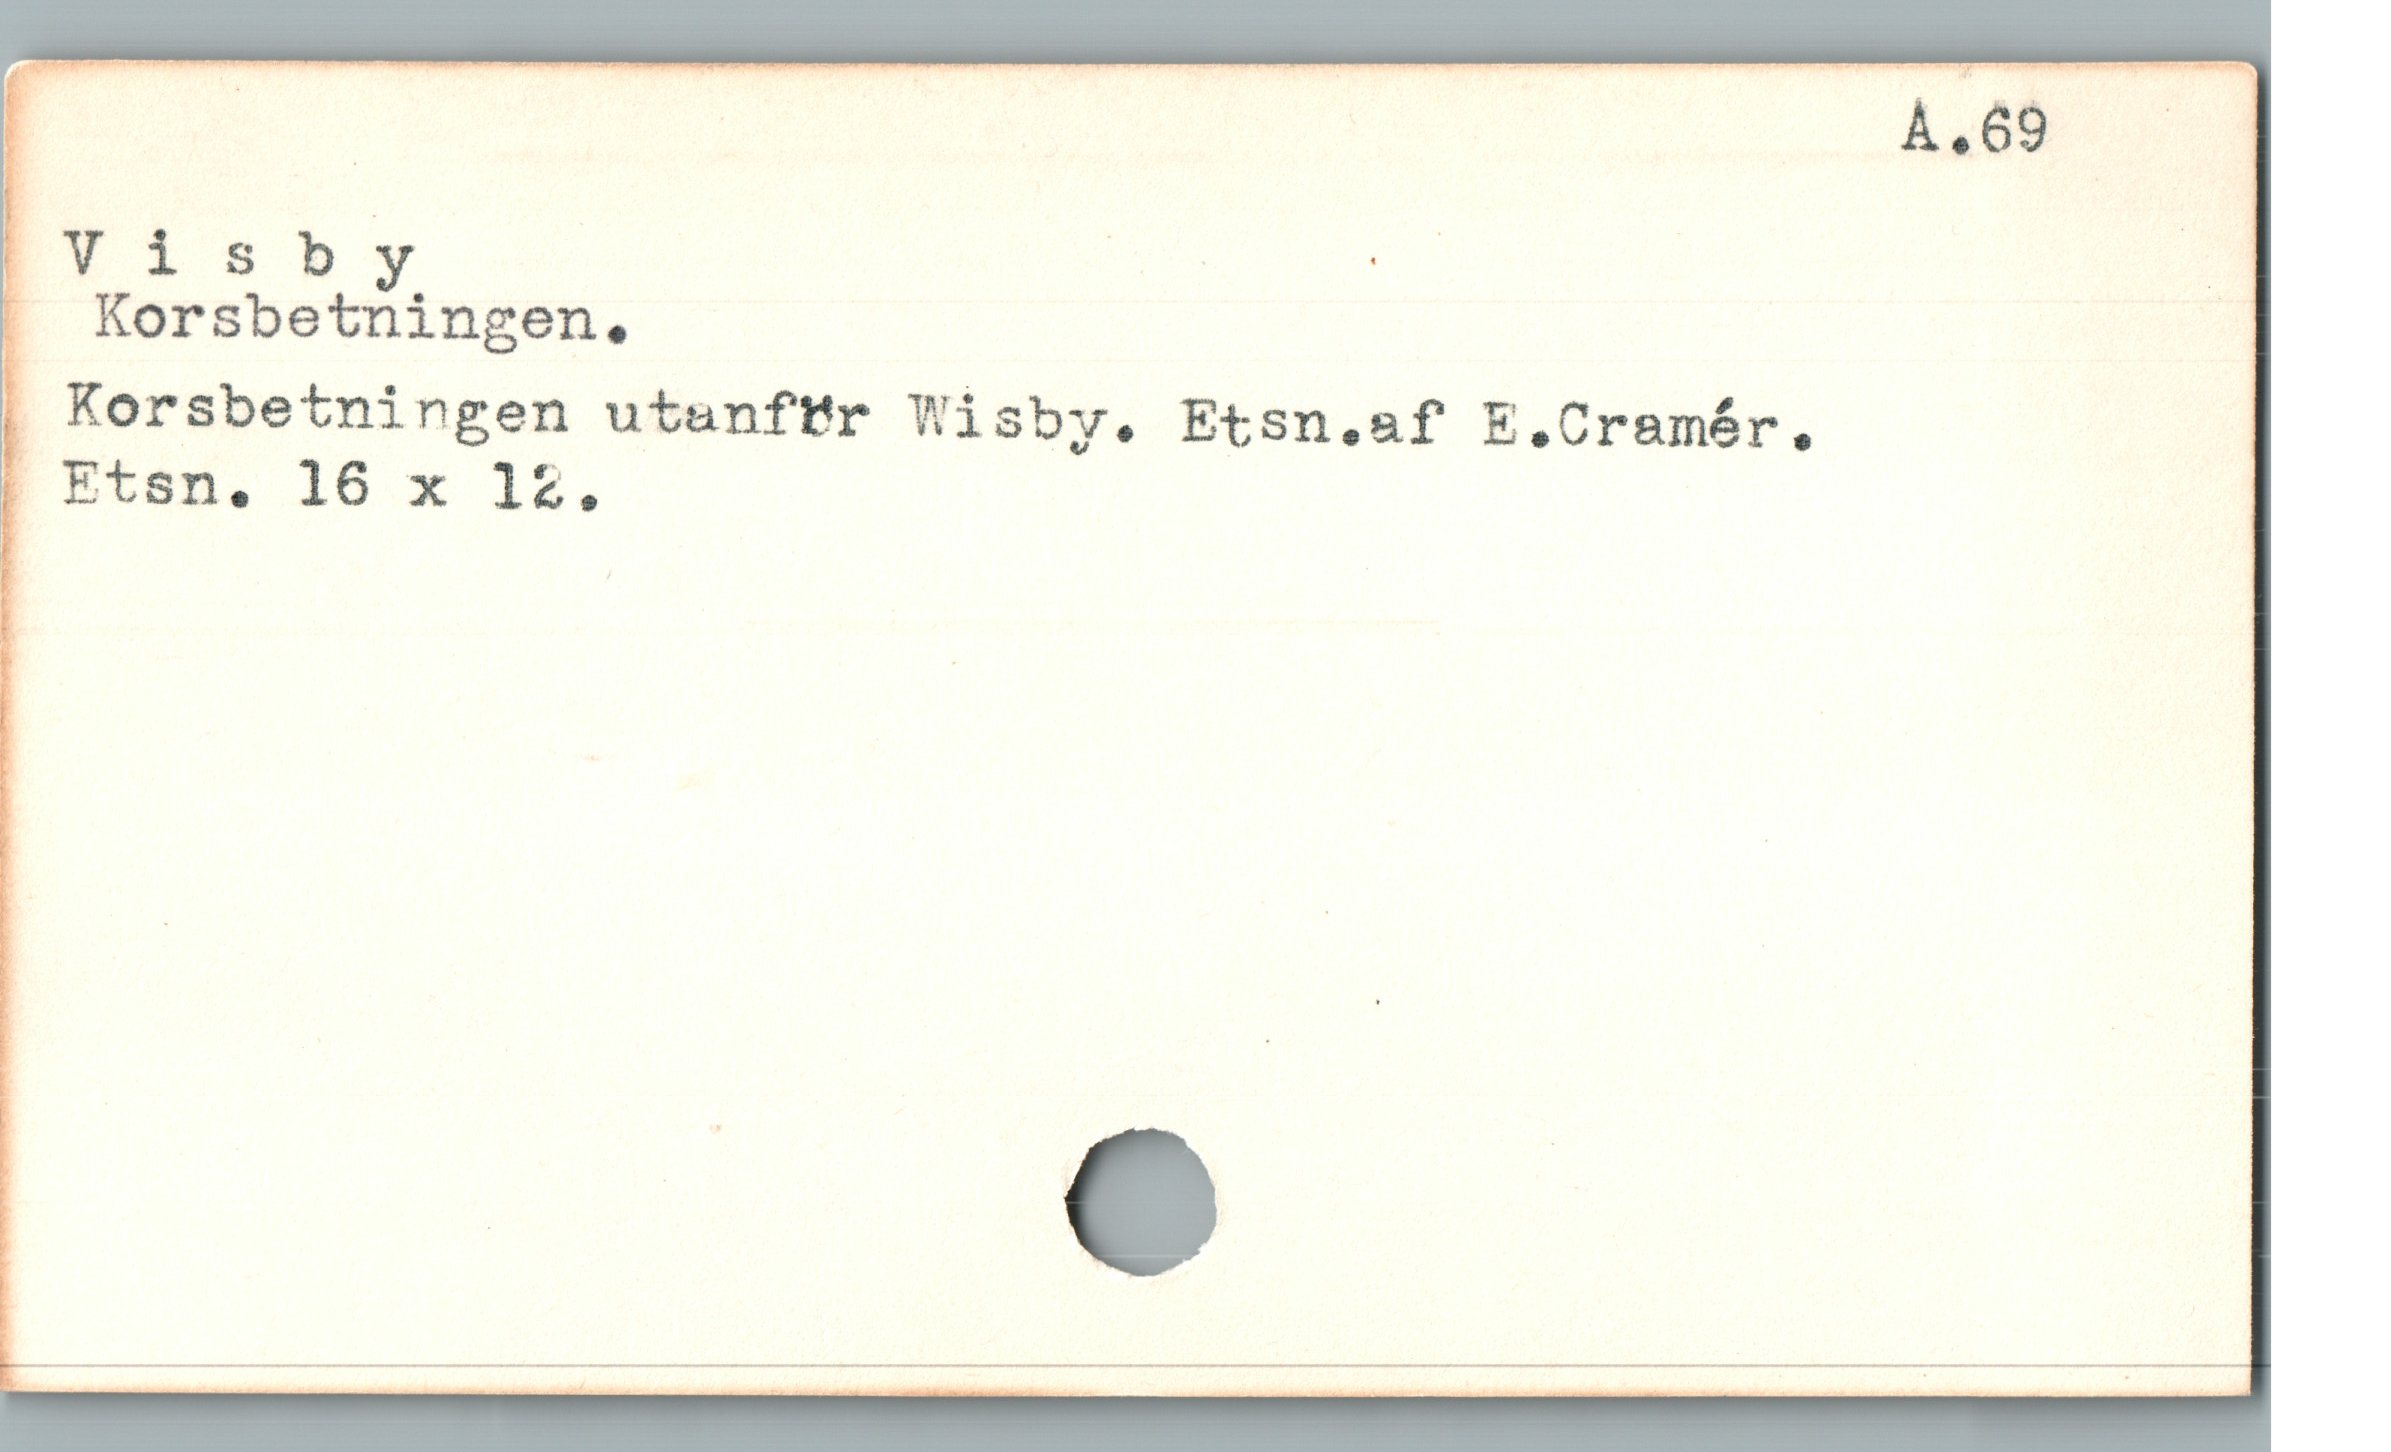 A.69
V i s b y
Korsbetningen.
Korsbetningen utanför Wisby. Etsn.af E.Cramér.
Etsn. 16 x 12.